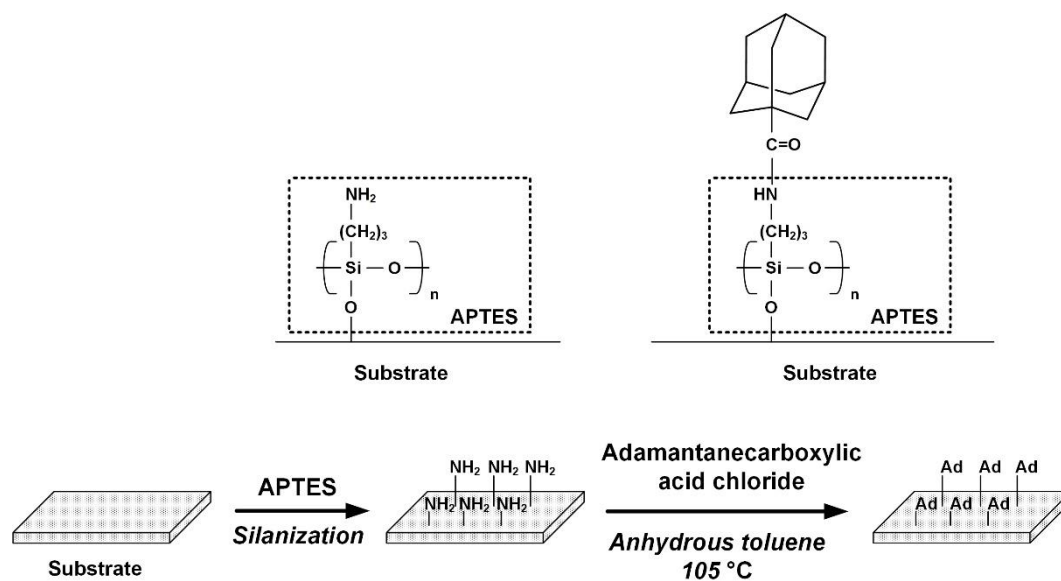 C=O
NH₂
(CH₂)₃
Si
O
n
O
APTES
Substrate
HN
(CH₂)₃
Si
O
n
O
APTES
Substrate
Substrate
APTES
Silanization
NH₂ NH₂ NH₂
NH₂ NH₂ NH₂
Adamantanecarboxylic
acid chloride
Anhydrous toluene
105 °C
Ad Ad Ad
Ad Ad Ad